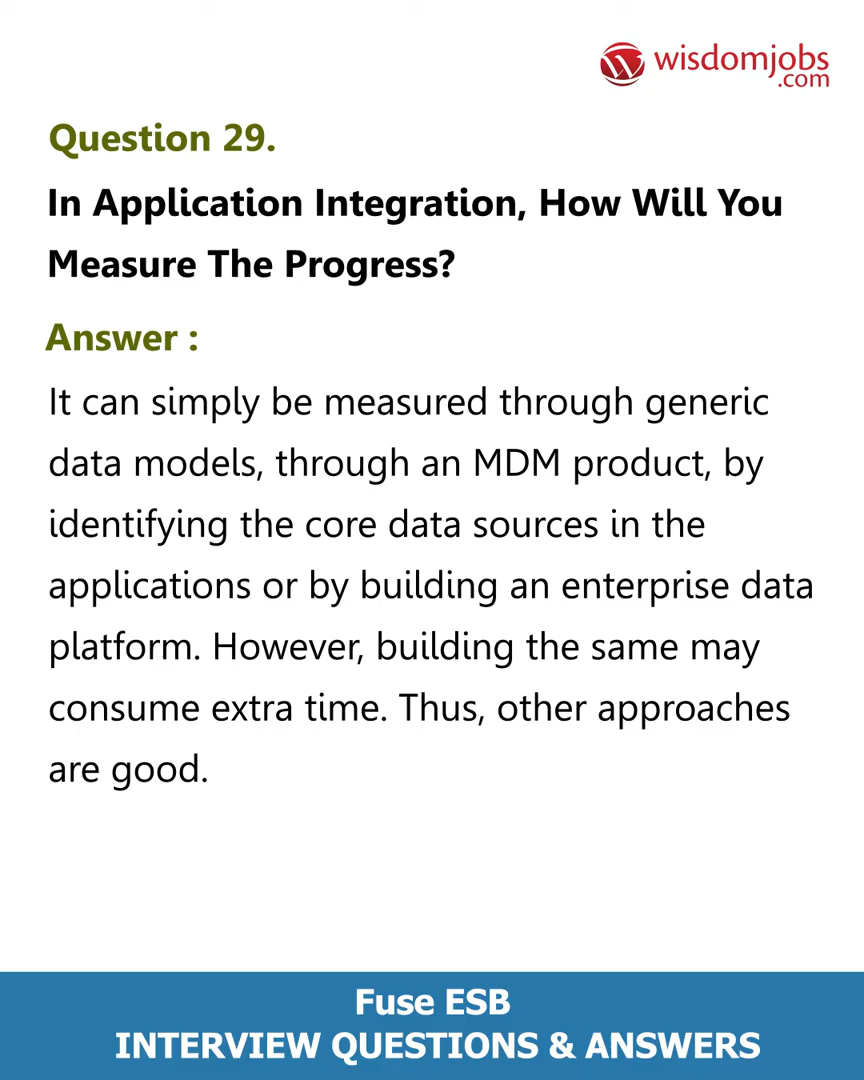 wisdomjobs
.com
Question 29.
In Application Integration, How Will You
Measure The Progress?
Answer :
It can simply be measured through generic
data models, through an MDM product, by
identifying the core data sources in the
applications or by building an enterprise data
platform. However, building the same may
consume extra time. Thus, other approaches
are good.
Fuse ESB
INTERVIEW QUESTIONS & ANSWERS